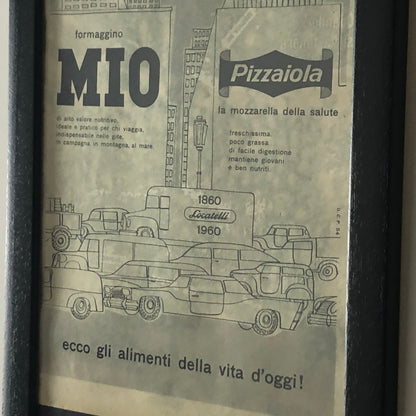 formaggino
MIO
di alto valore nutritivo,
ideale e pratico per chi viaggia,
indispensabile nelle gite,
in campagna, in montagna, al mare.
Pizzaiola
la mozzarella della salute
freschissima
poco grassa
di facile digestione
mantiene giovani
e ben nutriti.
1860
Locatelli
1960
ecco gli alimenti della vita d'oggi!